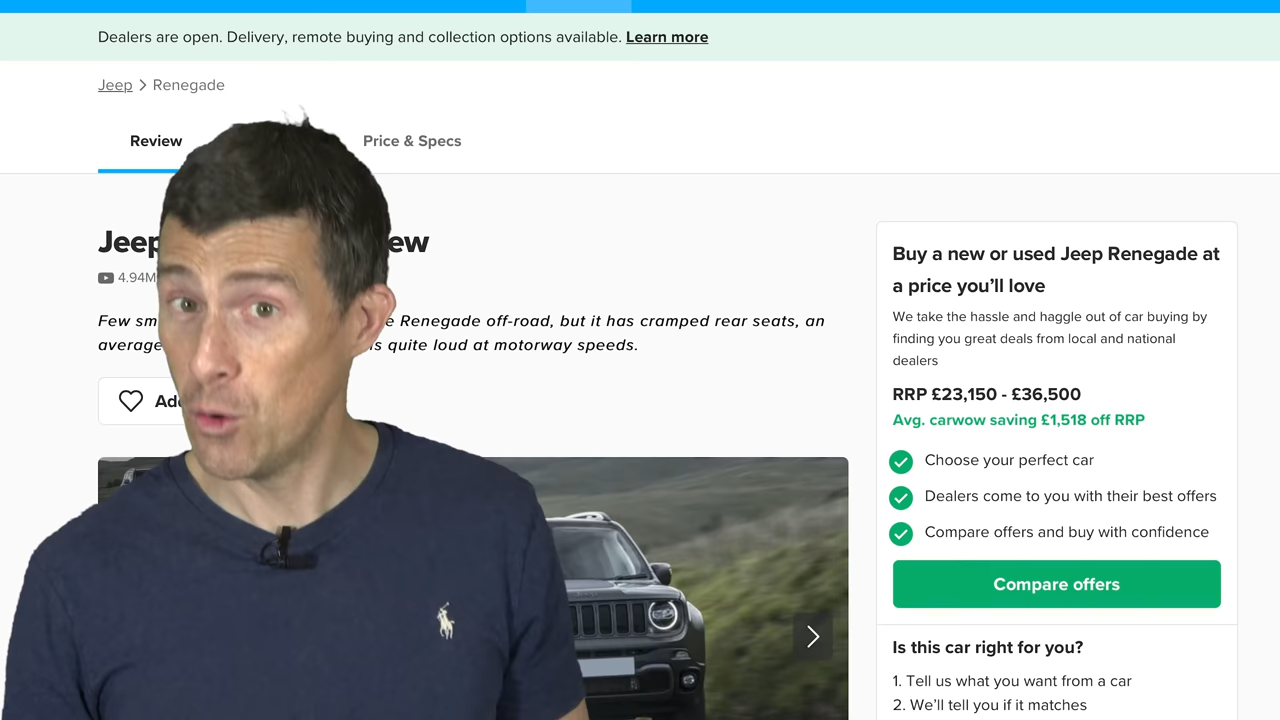 Dealers are open. Delivery, remote buying and collection options available. Learn more
Jeep > Renegade
Review
Price & Specs
Jeep ew
4.94M
Few sm e Renegade off-road, but it has cramped rear seats, an
average is quite loud at motorway speeds.
Buy a new or used Jeep Renegade at
a price you’ll love
We take the hassle and haggle out of car buying by
finding you great deals from local and national
dealers
RRP £23,150 - £36,500
Avg. carwow saving £1,518 off RRP
Choose your perfect car
Dealers come to you with their best offers
Compare offers and buy with confidence
Compare offers
Is this car right for you?
1. Tell us what you want from a car
2. We’ll tell you if it matches